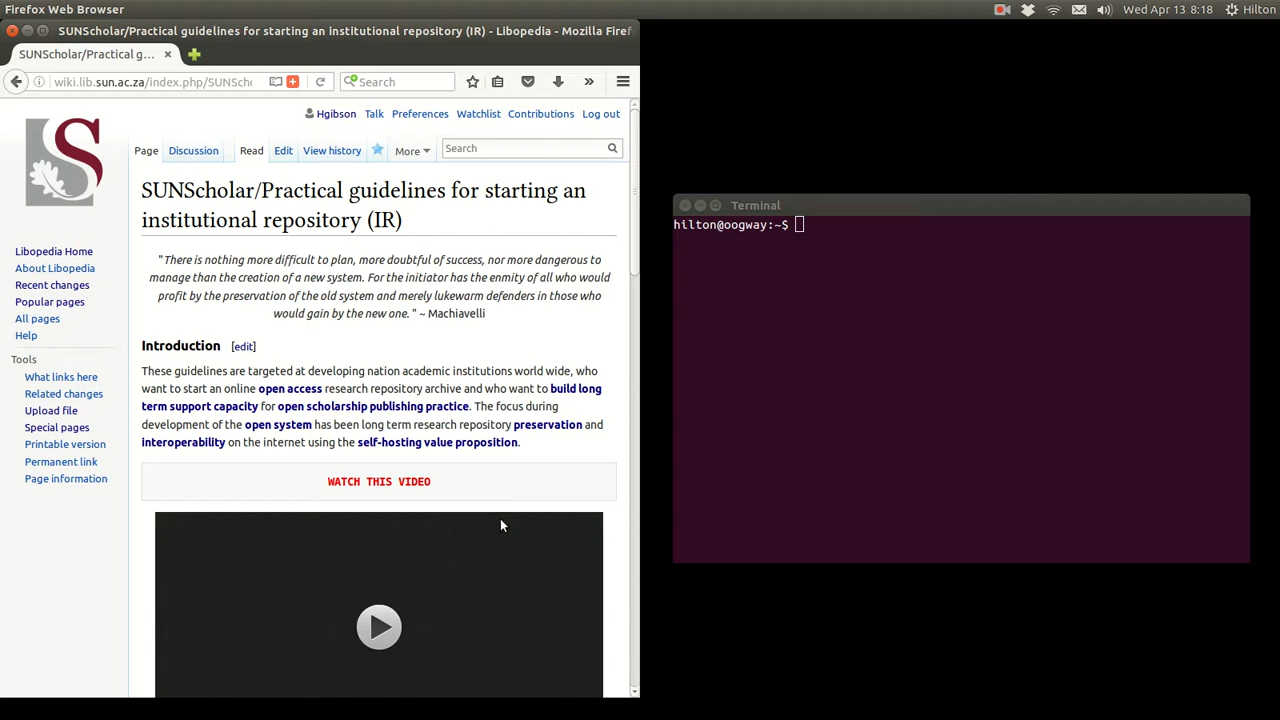 Firefox Web Browser
Wed Apr 13 8:18 Hilton
SUNScholar/Practical guidelines for starting an institutional repository (IR) - Libopedia - Mozilla Firef
SUNScholar/Practical g...
wiki.lib.sun.ac.za/index.php/SUNSch
Search
Hgibson Talk Preferences Watchlist Contributions Log out
Page Discussion Read Edit View history More Search
SUNScholar/Practical guidelines for starting an
institutional repository (IR)
"There is nothing more difficult to plan, more doubtful of success, nor more dangerous to
manage than the creation of a new system. For the initiator has the enmity of all who would
profit by the preservation of the old system and merely lukewarm defenders in those who
would gain by the new one. " ~ Machiavelli
Introduction [edit]
These guidelines are targeted at developing nation academic institutions world wide, who
want to start an online open access research repository archive and who want to build long
term support capacity for open scholarship publishing practice. The focus during
development of the open system has been long term research repository preservation and
interoperability on the internet using the self-hosting value proposition.
WATCH THIS VIDEO
S
Libopedia Home
About Libopedia
Recent changes
Popular pages
All pages
Help
Tools
What links here
Related changes
Upload file
Special pages
Printable version
Permanent link
Page information
Terminal
hilton@oogway:~$